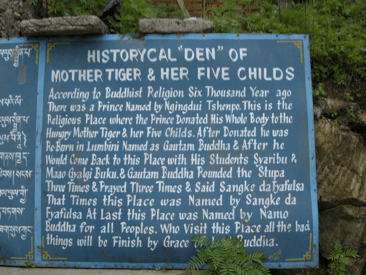 HISTORYCAL "DEN" OF
MOTHER TIGER & HER FIVE CHILDS
According to Buddhist Religion Six Thousand Year ago
There was a Prince Named by Ngingdui Tshenpo. This is the
Religious Place where the Prince Donated His Whole Body to the
Hungry Mother Tiger & her Five Childs. After Donated he was
Re-Born in Lumbini Named as Gautam Buddha & After he
Would Come Back to this Place with His Students Syaribu &
Maao Gyalgi Buku. & Gautam Buddha Rounded the Stupa
Three Times & Prayed Three Times & Said Sangke da Fyafulsa
That Times this Place was Named by Sangke da
Fyafulsa At Last this Place was Named by Namo
Buddha for all Peoples. Who Visit this Place all the bad
things will be Finish by Grace Buddha.